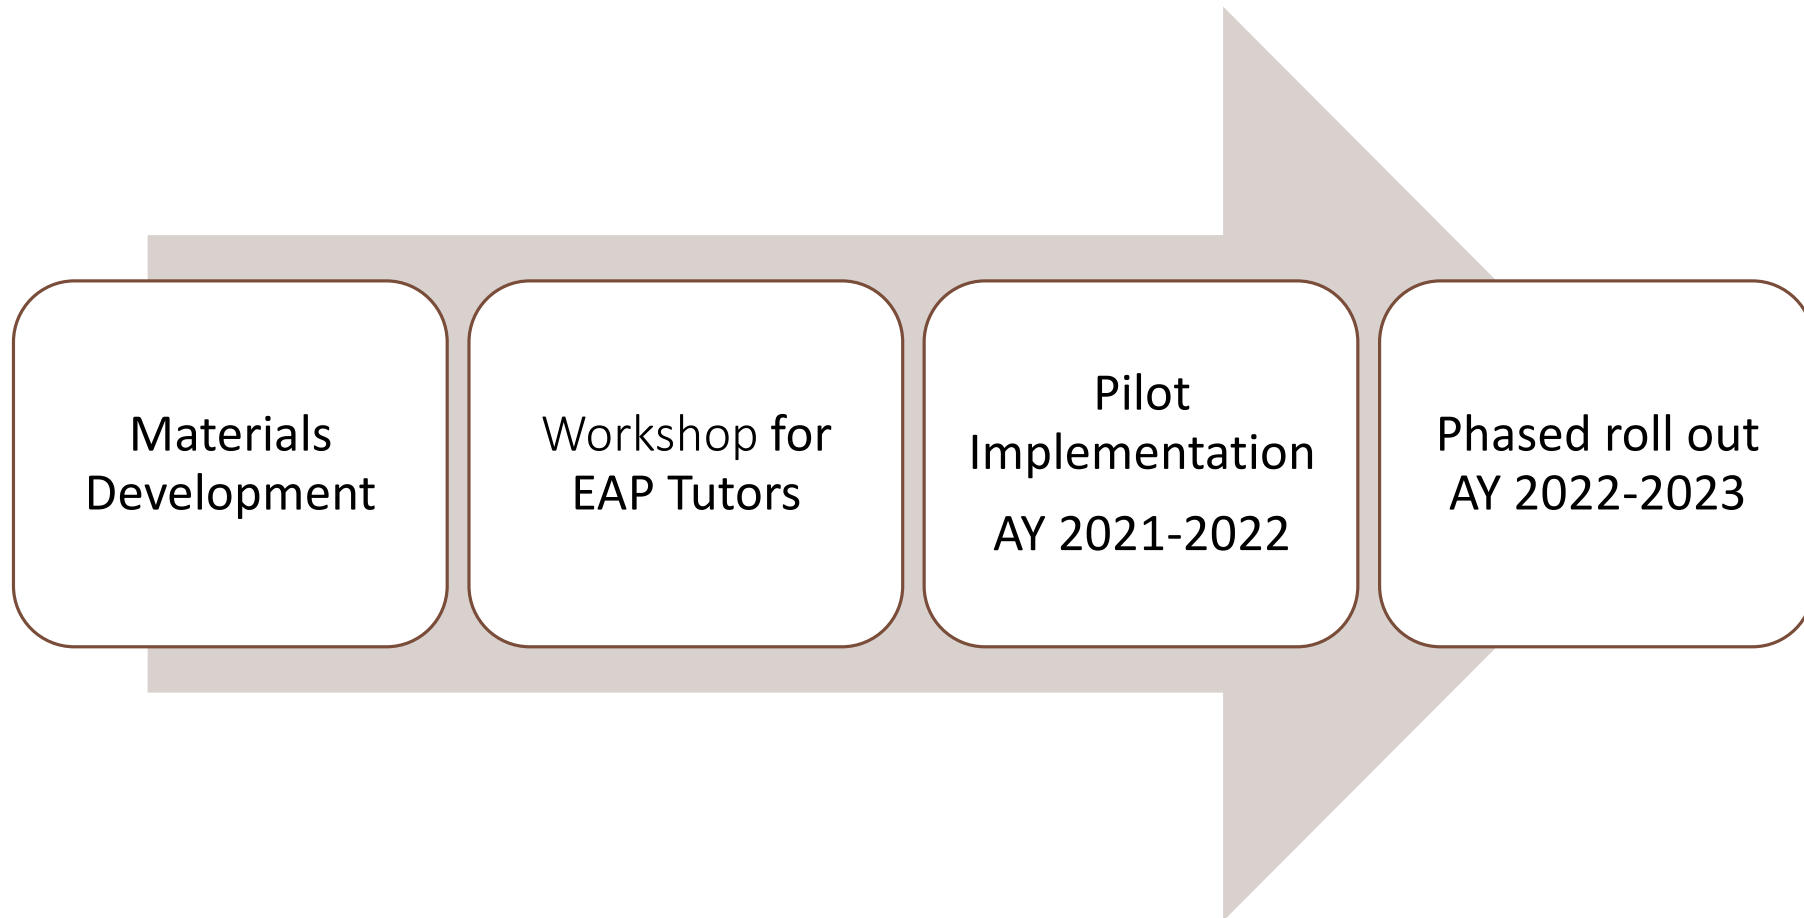 Materials
Development
Workshop for
EAP Tutors
Pilot
Implementation
AY 2021-2022
Phased roll out
AY 2022-2023